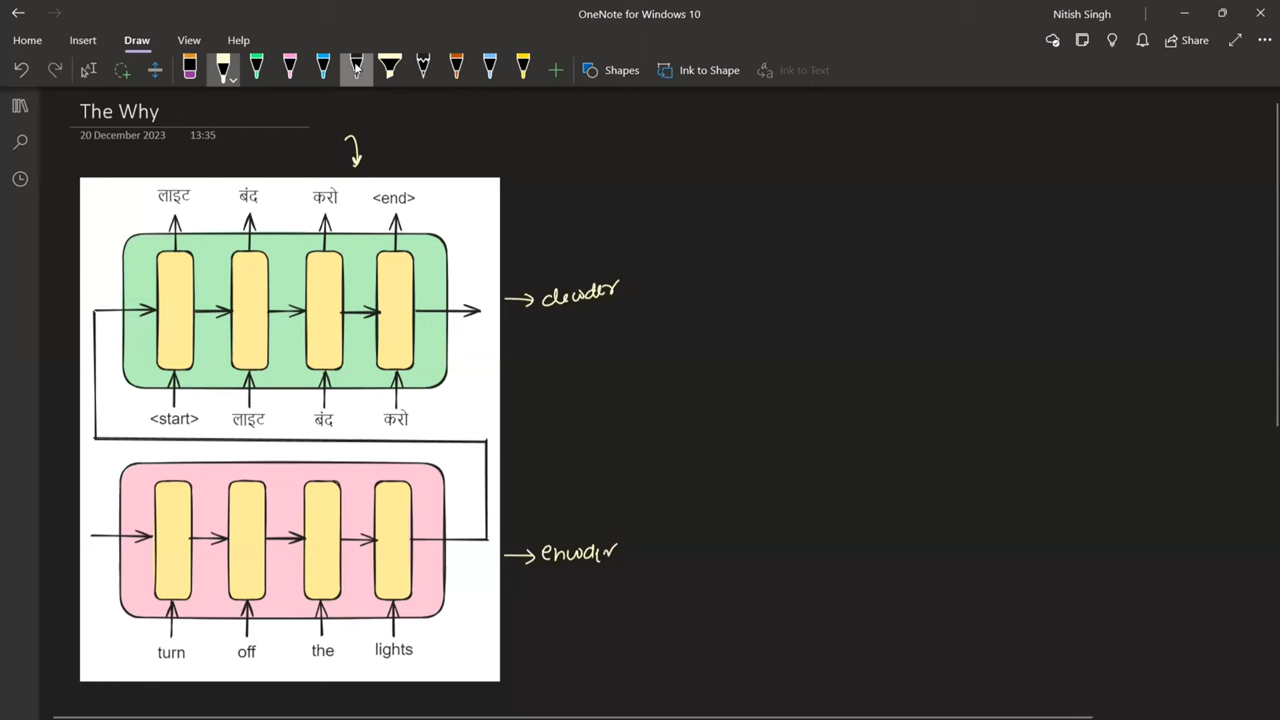 OneNote for Windows 10
Nitish Singh
Home Insert Draw View Help
Share
Shapes Ink to Shape Ink to Text
The Why
20 December 2023 13:35
लाइट बंद करो <end>
decoder
<start> लाइट बंद करो
encoder
turn off the lights